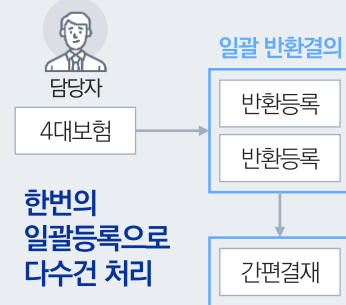 일괄 반환결의
담당자
4대보험
반환등록
반환등록
한번의
일괄등록으로
다수건 처리
간편결재